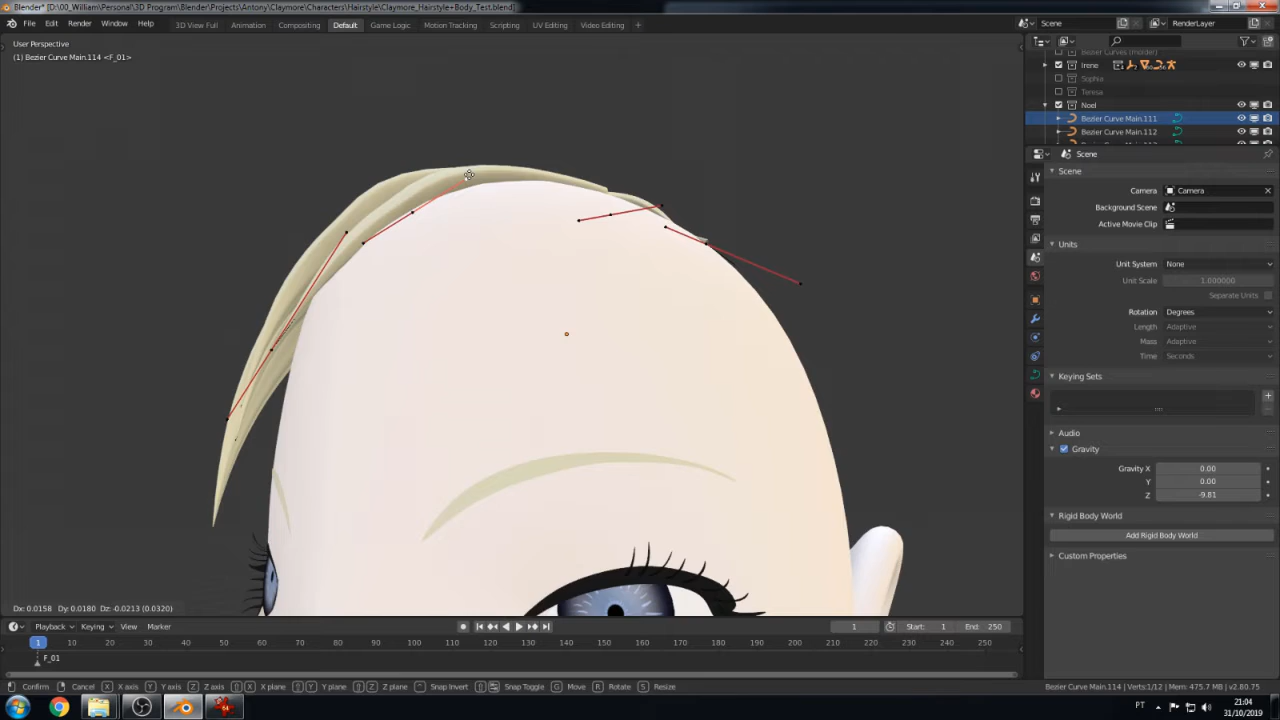 Blender* [D:\00_William\Personal\3D Program\Blender\Projects\Antony\Claymore\Characters\Hairstyle\Claymore_Hairstyle+Body_Test.blend]
File Edit Render Window Help 3D View Full Animation Compositing Default Game Logic Motion Tracking Scripting UV Editing Video Editing + Scene RenderLayer
User Perspective
(1) Bezier Curve Main.114 <F_01>
Irene
Sophia
Teresa
Noel
Bezier Curve Main.111
Bezier Curve Main.112
Scene
Camera Camera
Background Scene
Active Movie Clip
Units
Unit System None
Unit Scale 1.000000
Separate Units
Rotation Degrees
Length Adaptive
Mass Adaptive
Time Seconds
Keying Sets
Audio
Gravity
Gravity X 0.00
Y 0.00
Z -9.81
Rigid Body World
Add Rigid Body World
Custom Properties
Dx: 0.0158 Dy: 0.0180 Dz: -0.0213 (0.0320)
Playback Keying View Marker 1 Start: 1 End: 250
1 10 20 30 40 50 60 70 80 90 100 110 120 130 140 150 160 170 180 190 200 210 220 230 240 250
F_01
Confirm Cancel X X axis Y Y axis Z Z axis X X plane Y Y plane Z Z plane Snap Invert Snap Toggle G Move R Rotate S Resize Bezier Curve Main.114 | Verts:1/12 | Mem: 475.7 MB | v2.80.75
64
PT 21:04
31/10/2019